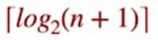 ⌈log₂(n + 1)⌉